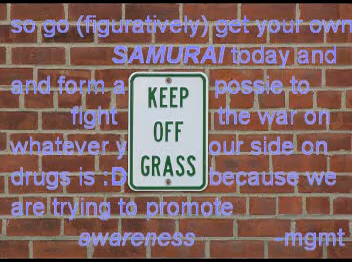 so go (figuratively) get your own
SAMURAI today and
and form a possie to
fight the war on
whatever y our side on
drugs is :D because we
are trying to promote
awareness -mgmt
KEEP
OFF
GRASS